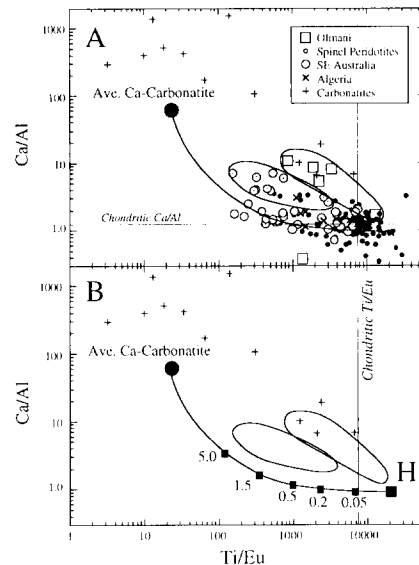 A
Ave. Ca-Carbonatite
Chondritic Ca/Al
Ca/Al
1000
100
10
1.0
Olmani
Spinel Peridotites
SE Australia
Algeria
Carbonatites
B
Ave. Ca-Carbonatite
Chondritic Ti/Eu
Ca/Al
1000
100
10
1.0
5.0
1.5
0.5
0.2
0.05
H
1 10 100 1000 10000
Ti/Eu